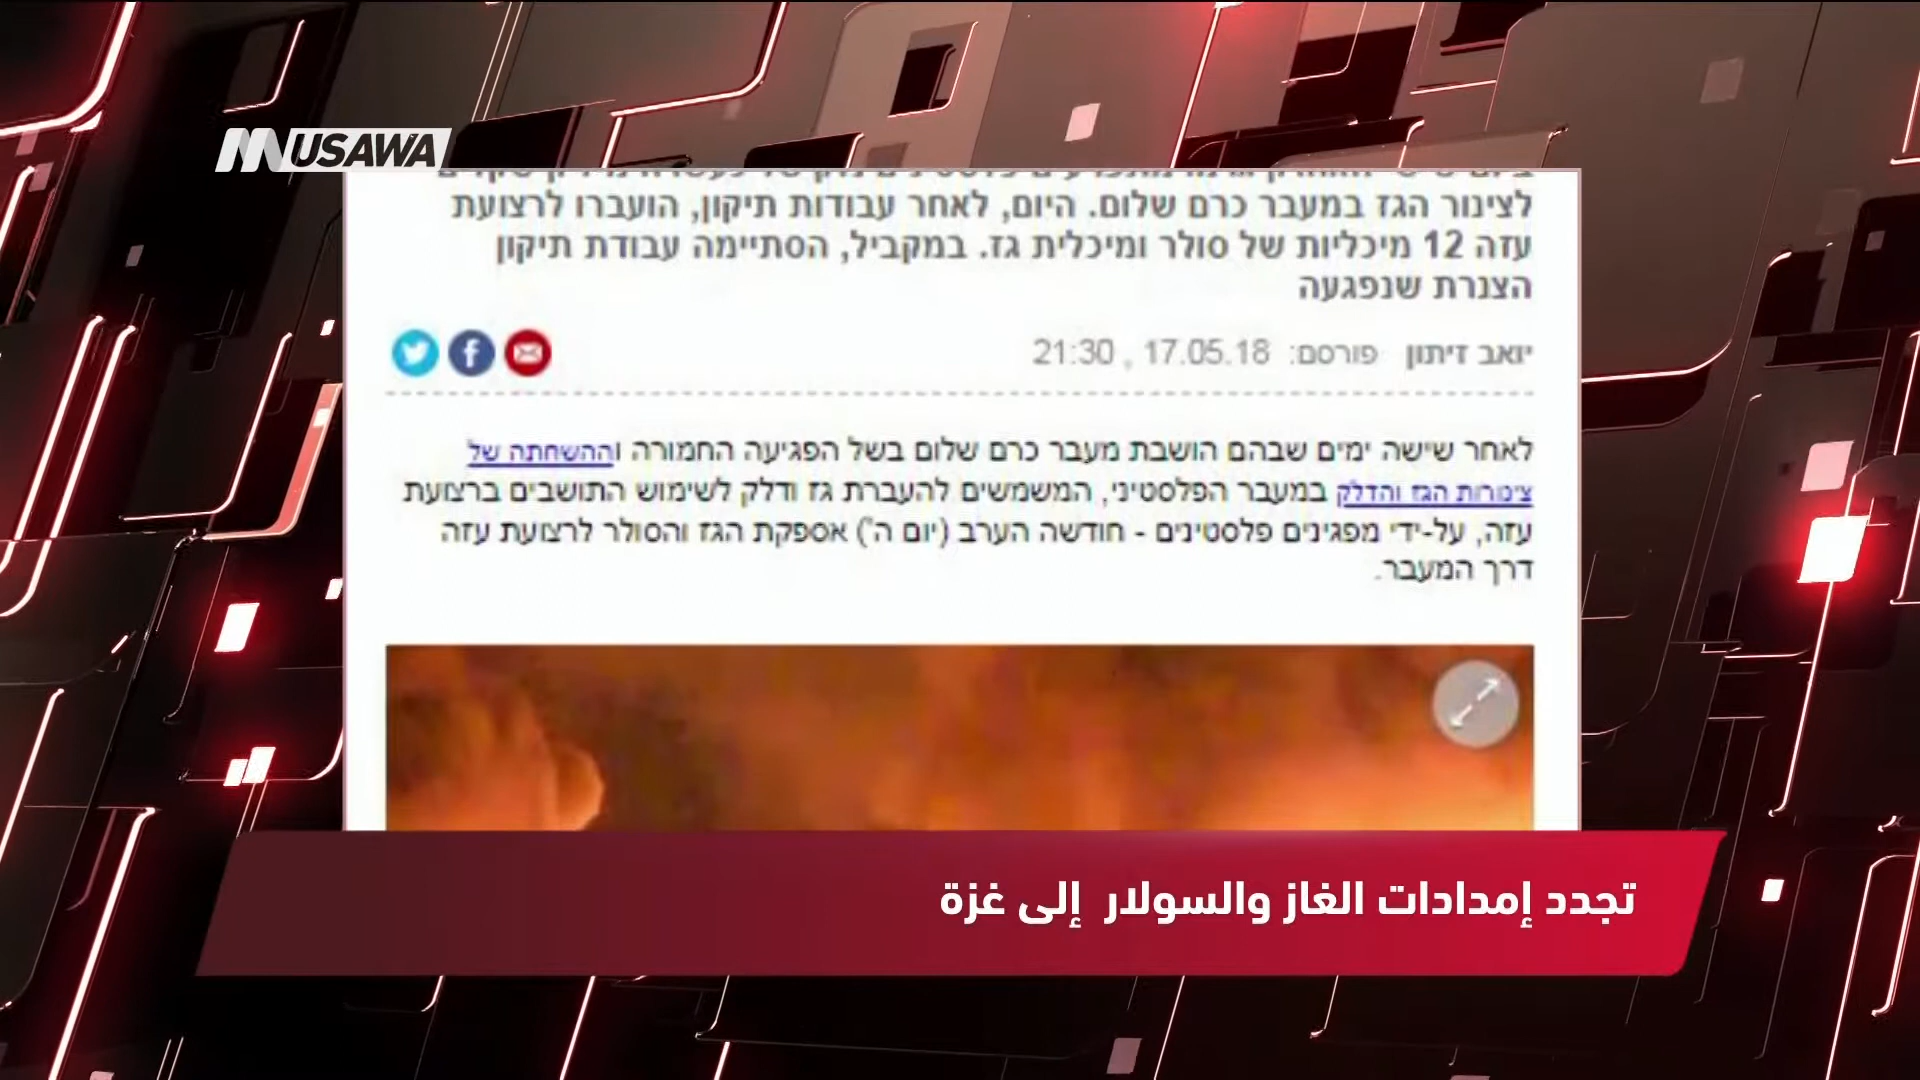 MUSAWA
לצינור הגז במעבר כרם שלום. היום, לאחר עבודות תיקון, הועברו לרצועת
עזה 12 מיכליות של סולר ומיכלית גז. במקביל, הסתיימה עבודת תיקון
הצנרת שנפגעה
יואב זיתון פורסם: 17.05.18 , 21:30
לאחר שישה ימים שבהם הושבת מעבר כרם שלום בשל הפגיעה החמורה וההשחתה של
צינורות הגז והדלק במעבר הפלסטיני, המשמשים להעברת גז ודלק לשימוש התושבים ברצועת
עזה, על-ידי מפגינים פלסטינים - חודשה הערב (יום ה') אספקת הגז והסולר לרצועת עזה
דרך המעבר.
تجدد إمدادات الغاز والسولار إلى غزة